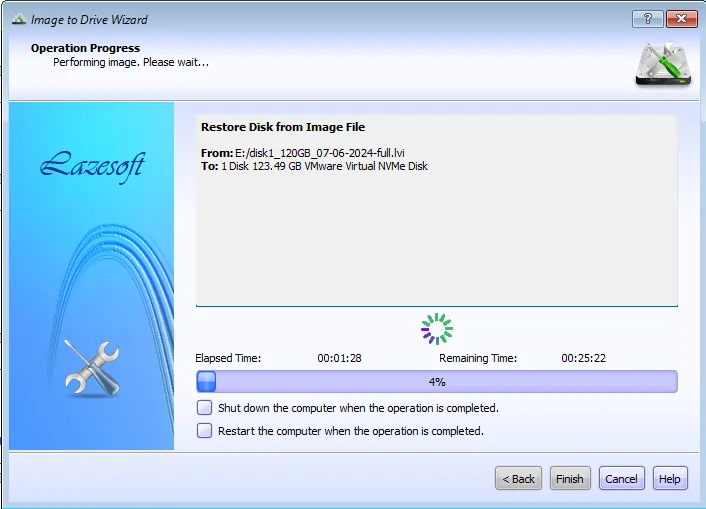 Image to Drive Wizard
?
Operation Progress
Performing image. Please wait...
Lazesoft
Restore Disk from Image File
From: E:/disk1_120GB_07-06-2024-full.lvi
To: 1 Disk 123.49 GB VMware Virtual NVMe Disk
Elapsed Time: 00:01:28 Remaining Time: 00:25:22
4%
Shut down the computer when the operation is completed.
Restart the computer when the operation is completed.
< Back Finish Cancel Help